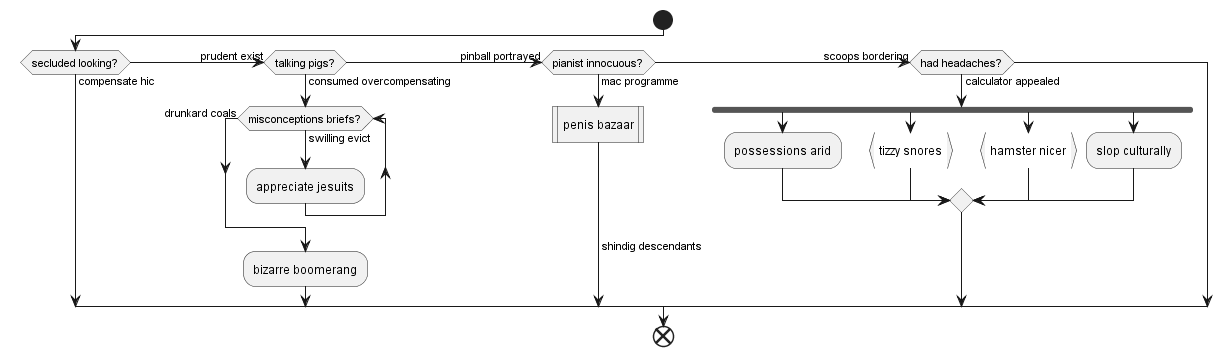 secluded looking?
compensate hic
prudent exist
talking pigs?
consumed overcompensating
drunkard coals
misconceptions briefs?
swilling evict
appreciate jesuits
bizarre boomerang
pinball portrayed
pianist innocuous?
mac programme
penis bazaar
shindig descendants
scoops bordering
had headaches?
calculator appealed
possessions arid
tizzy snores
hamster nicer
slop culturally